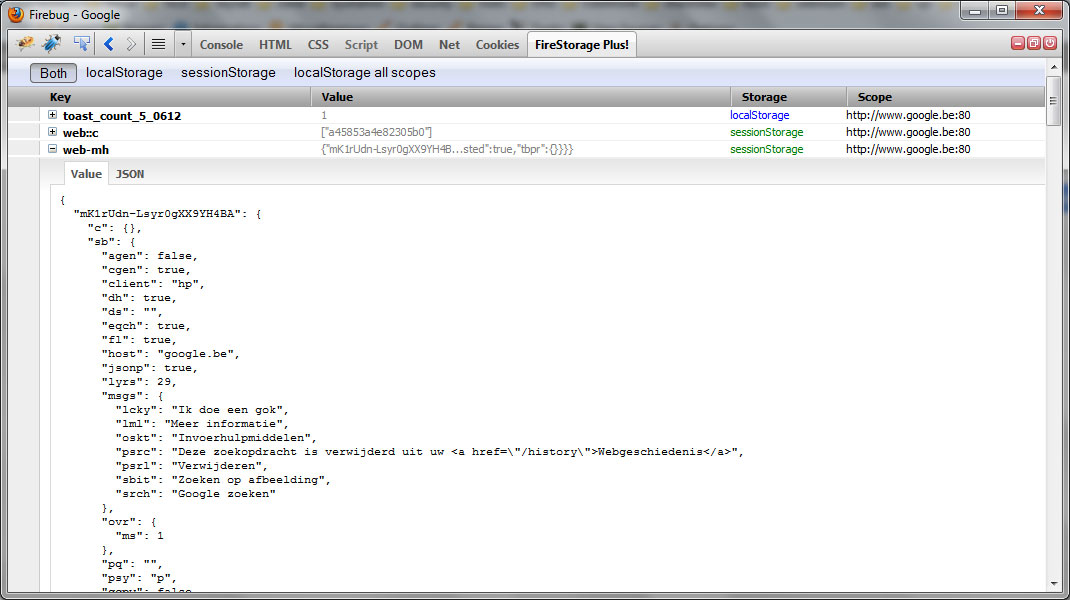 Firebug - Google
Console HTML CSS Script DOM Net Cookies FireStorage Plus!
Both localStorage sessionStorage localStorage all scopes
Key Value Storage Scope
toast_count_5_0612 1 localStorage http://www.google.be:80
web::c ["a45853a4e82305b0"] sessionStorage http://www.google.be:80
web-mh {"mK1rUdn-Lsyr0gXX9YH4B...sted":true,"tbpr":{}}}} sessionStorage http://www.google.be:80
Value JSON
{
"mK1rUdn-Lsyr0gXX9YH4BA": {
"c": {},
"sb": {
"agen": false,
"cgen": true,
"client": "hp",
"dh": true,
"ds": "",
"eqch": true,
"fl": true,
"host": "google.be",
"jsonp": true,
"lyrs": 29,
"msgs": {
"lcky": "Ik doe een gok",
"lml": "Meer informatie",
"oskt": "Invoerhulpmiddelen",
"psrc": "Deze zoekopdracht is verwijderd uit uw <a href=\"/history\">Webgeschiedenis</a>",
"psrl": "Verwijderen",
"sbit": "Zoeken op afbeelding",
"srch": "Google zoeken"
},
"ovr": {
"ms": 1
},
"pq": "",
"psy": "p",